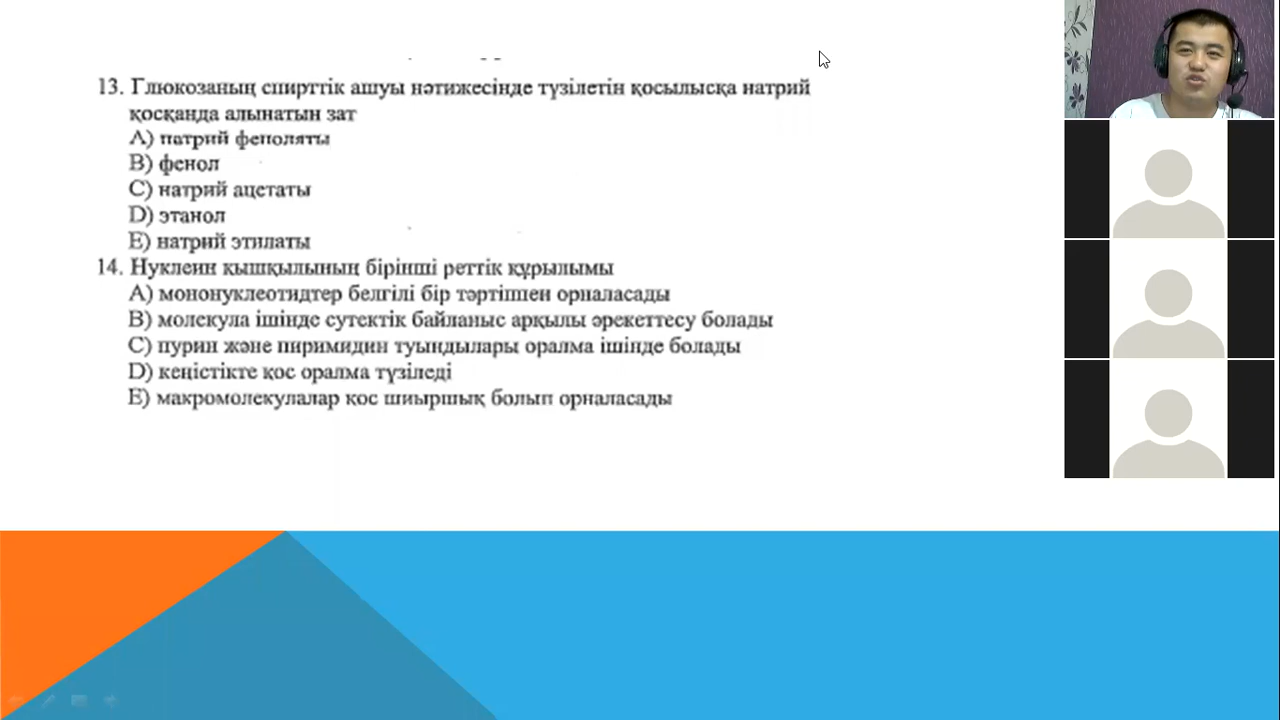 13. Глюкозаның спирттік ашуы нәтижесінде түзілетін қосылысқа натрий
қосқанда алынатын зат
A) натрий феноляты
B) фенол
C) натрий ацетаты
D) этанол
E) натрий этилаты
14. Нуклеин қышқылының бірінші реттік құрылымы
A) мононуклеотидтер белгілі бір тәртіппен орналасады
B) молекула ішінде сутектік байланыс арқылы әрекеттесу болады
C) пурин және пиримидин туындылары оралма ішінде болады
D) кеңістікте қос оралма түзіледі
E) макромолекулалар қос шиыршық болып орналасады